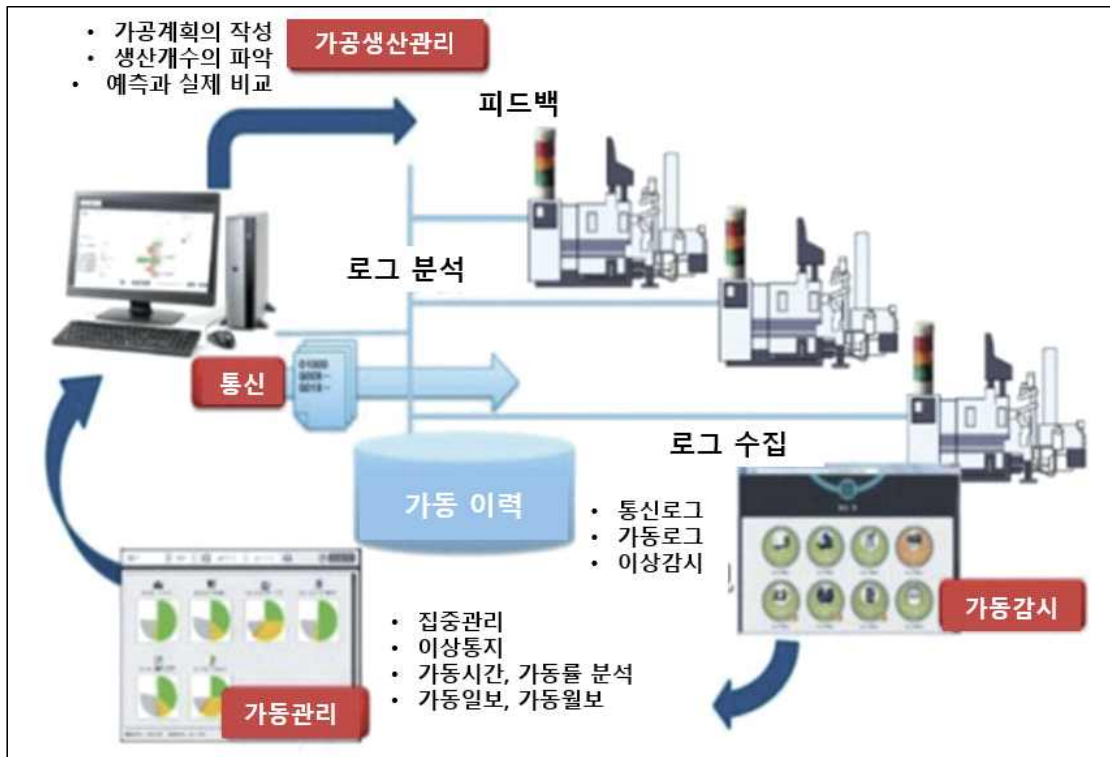 가공계획의 작성
생산개수의 파악
예측과 실제 비교
가공생산관리
피드백
로그 분석
통신
로그 수집
가동 이력
통신로그
가동로그
이상감시
가동감시
집중관리
이상통지
가동시간, 가동률 분석
가동일보, 가동월보
가동관리